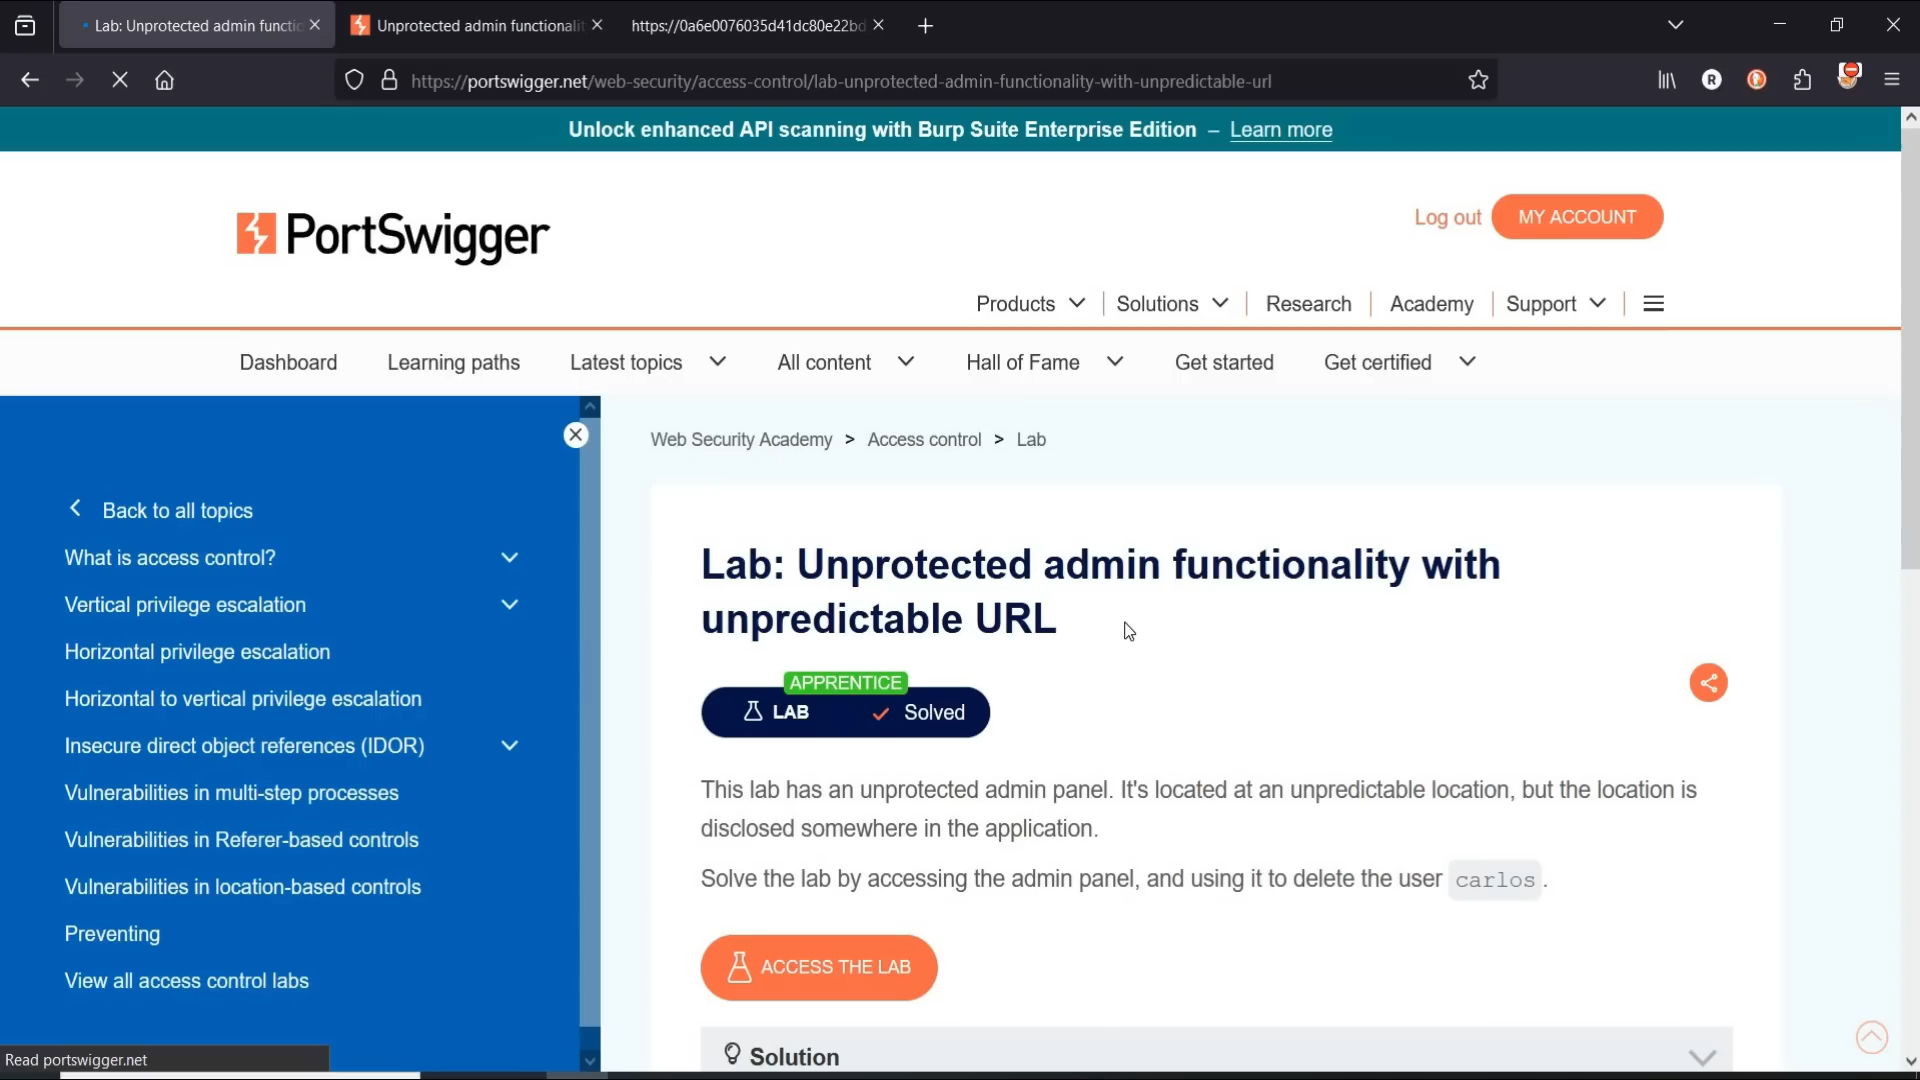 Lab: Unprotected admin functio
Unprotected admin functionalit
https://0a6e0076035d41dc80e22bd
https://portswigger.net/web-security/access-control/lab-unprotected-admin-functionality-with-unpredictable-url
R
Unlock enhanced API scanning with Burp Suite Enterprise Edition – Learn more
PortSwigger
Log out
MY ACCOUNT
Products
Solutions
Research
Academy
Support
Dashboard
Learning paths
Latest topics
All content
Hall of Fame
Get started
Get certified
Web Security Academy > Access control > Lab
Back to all topics
What is access control?
Vertical privilege escalation
Horizontal privilege escalation
Horizontal to vertical privilege escalation
Insecure direct object references (IDOR)
Vulnerabilities in multi-step processes
Vulnerabilities in Referer-based controls
Vulnerabilities in location-based controls
Preventing
View all access control labs
Lab: Unprotected admin functionality with
unpredictable URL
APPRENTICE
LAB
Solved
This lab has an unprotected admin panel. It's located at an unpredictable location, but the location is
disclosed somewhere in the application.
Solve the lab by accessing the admin panel, and using it to delete the user carlos.
ACCESS THE LAB
Solution
Read portswigger.net